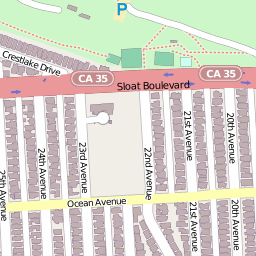 P
Crestlake Drive
CA 35
CA 35
Sloat Boulevard
25th Avenue
24th Avenue
23rd Avenue
22nd Avenue
21st Avenue
20th Avenue
Ocean Avenue
21st Avenue
20th Avenue